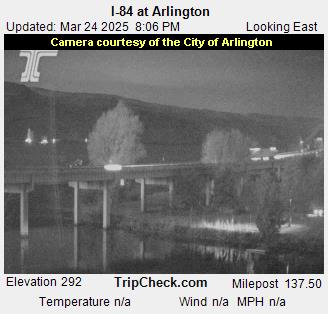 I-84 at Arlington
Updated: Mar 24 2025 8:06 PM Looking East
Camera courtesy of the City of Arlington
Elevation 292 TripCheck.com Milepost 137.50
Temperature n/a Wind n/a MPH n/a